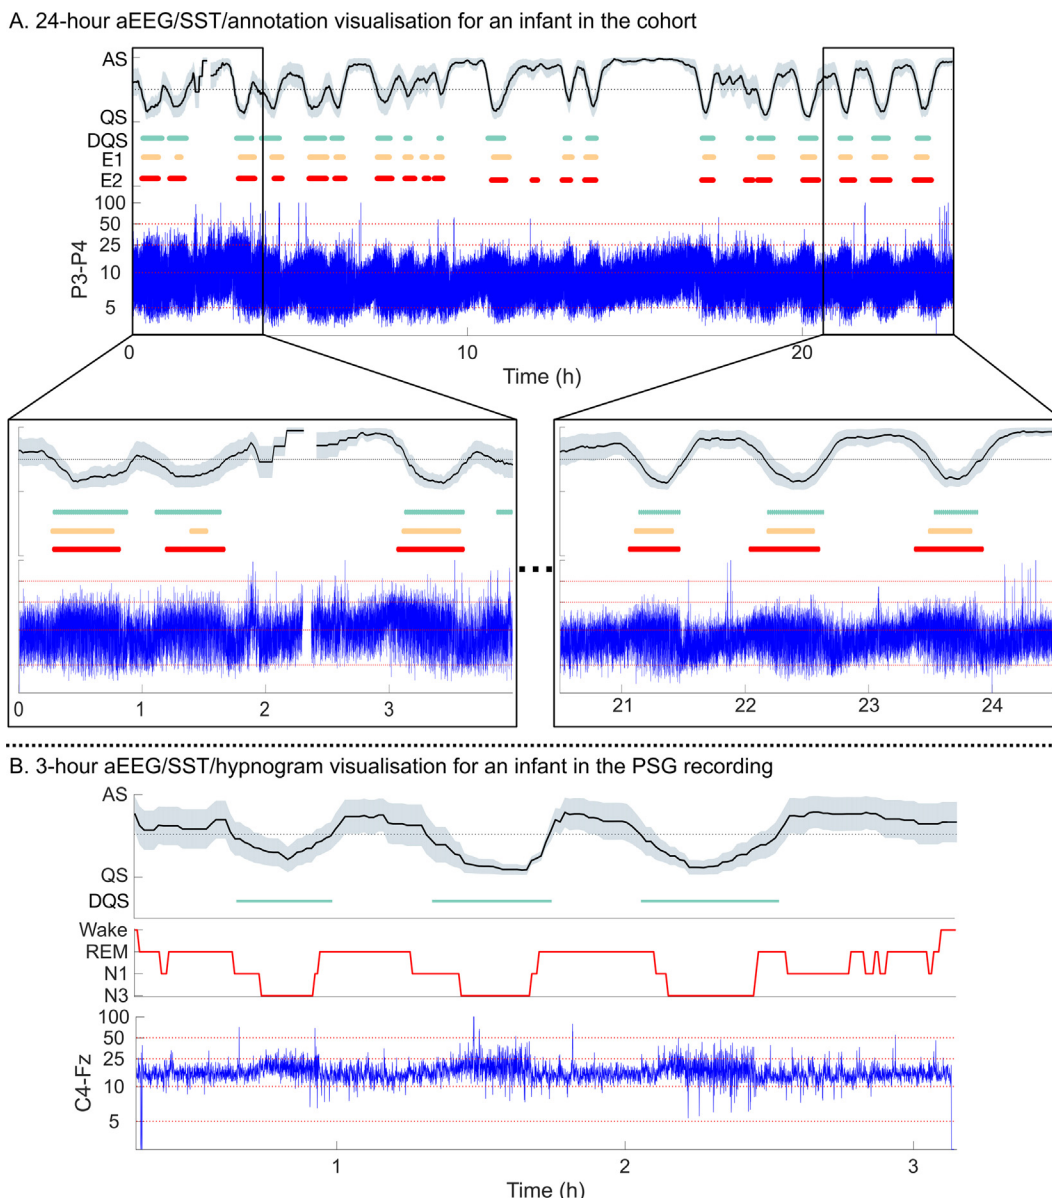 A. 24-hour aEEG/SST/annotation visualisation for an infant in the cohort
AS
QS
DQS
E1
E2
100
50
25
10
5
P3-P4
0 10 20
Time (h)
0 1 2 3
21 22 23 24
B. 3-hour aEEG/SST/hypnogram visualisation for an infant in the PSG recording
AS
QS
DQS
Wake
REM
N1
N3
100
50
25
10
5
C4-Fz
1 2 3
Time (h)